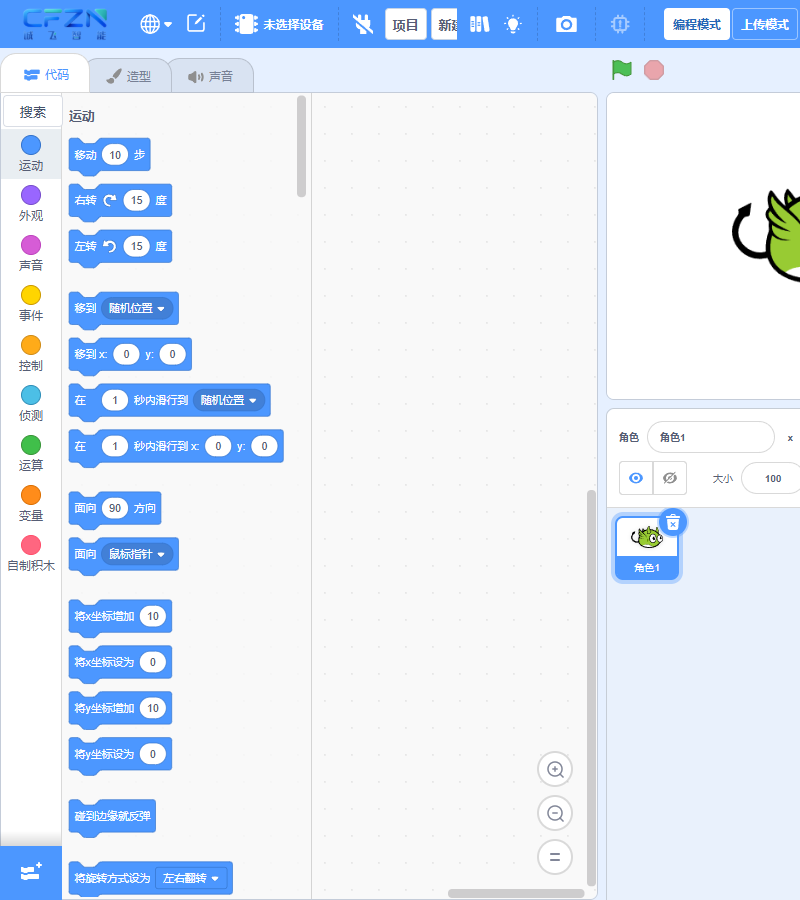 CFZN
未选择设备
项目
新建
编程模式
上传模式
代码
造型
声音
搜索
运动
外观
声音
事件
控制
侦测
运算
变量
自制积木
运动
移动 10 步
右转 15 度
左转 15 度
移到 随机位置
移到 x: 0 y: 0
在 1 秒内滑行到 随机位置
在 1 秒内滑行到 x: 0 y: 0
面向 90 方向
面向 鼠标指针
将x坐标增加 10
将x坐标设为 0
将y坐标增加 10
将y坐标设为 0
碰到边缘就反弹
将旋转方式设为 左右翻转
角色 角色1 x
大小 100
角色1